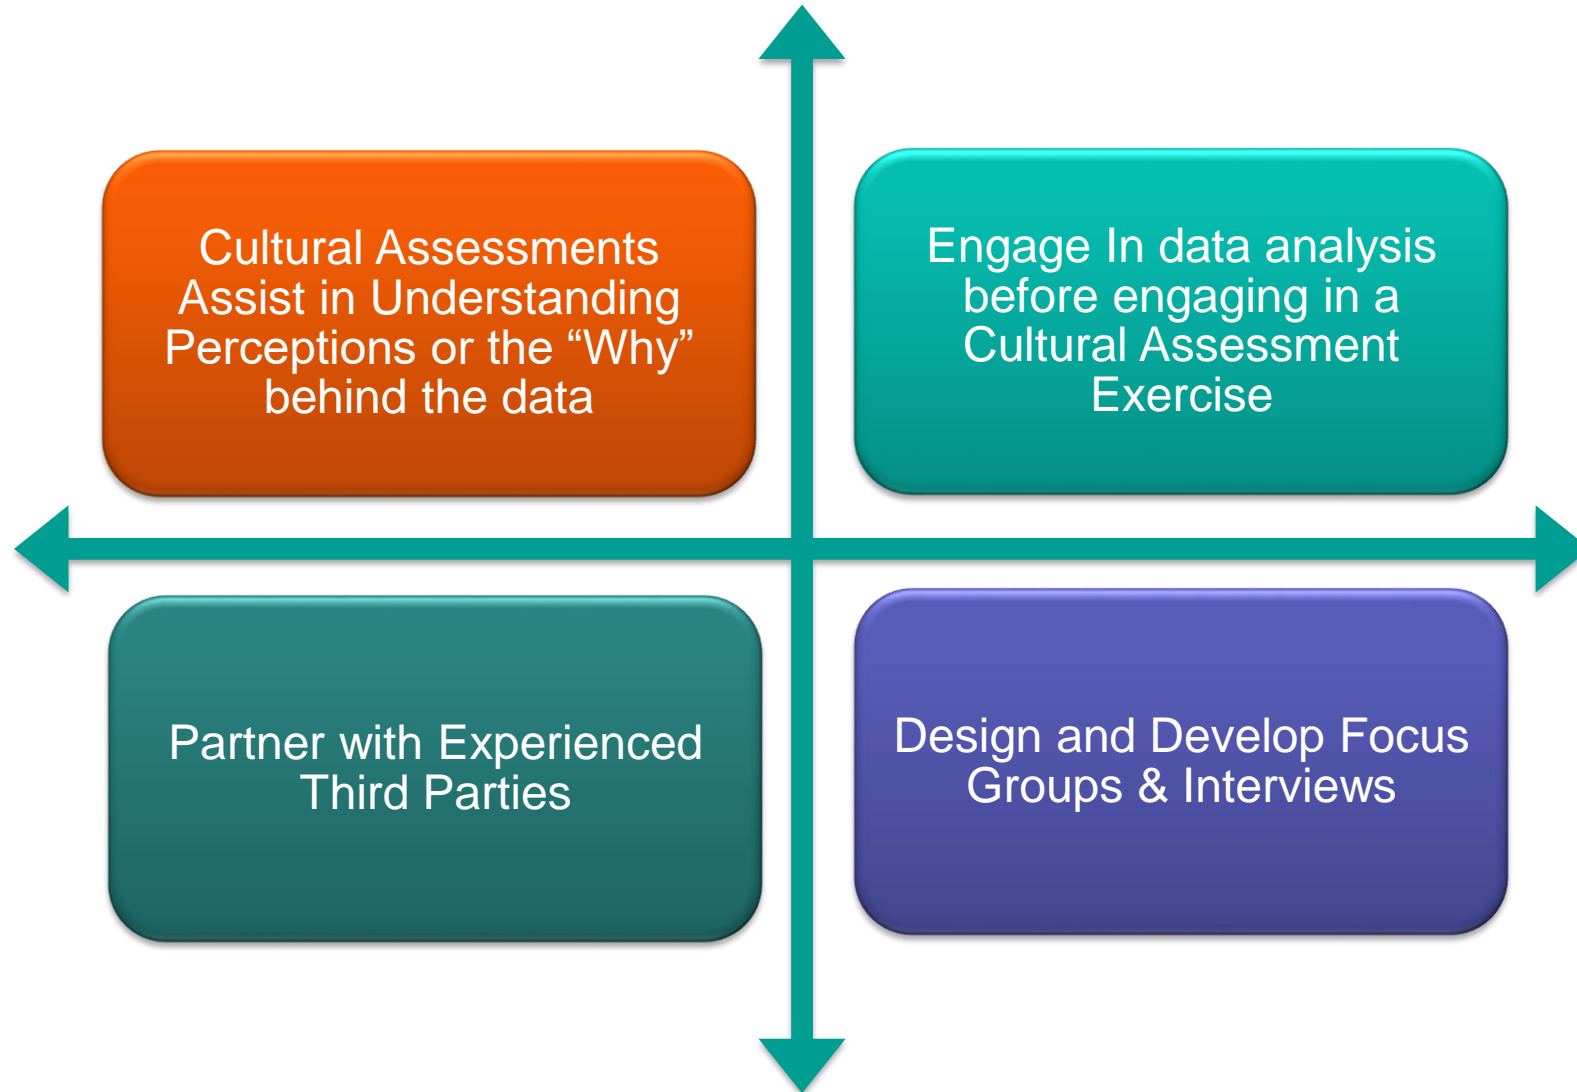 Cultural Assessments
Assist in Understanding
Perceptions or the “Why”
behind the data
Engage In data analysis
before engaging in a
Cultural Assessment
Exercise
Partner with Experienced
Third Parties
Design and Develop Focus
Groups & Interviews